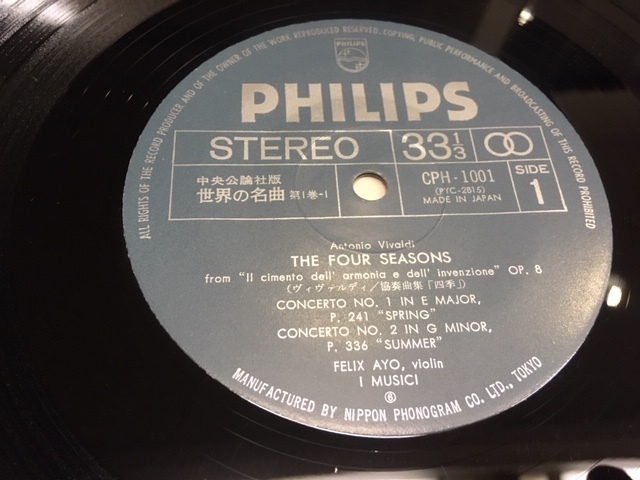 ALL RIGHTS OF THE RECORD PRODUCER AND OF THE OWNER OF THE WORK REPRODUCED RESERVED. COPYING, PUBLIC PERFORMANCE AND BROADCASTING OF THIS RECORD PROHIBITED
PHILIPS
PHILIPS
STEREO 33 1/3
中央公論社版 CPH・1001 SIDE
世界の名曲 第1巻-1 (PYC-2815) 1
MADE IN JAPAN
Antonio Vivaldi
THE FOUR SEASONS
from "Il cimento dell' armonia e dell' invenzione" OP. 8
(ヴィヴァルディ/協奏曲集「四季」)
CONCERTO NO. 1 IN E MAJOR,
P. 241 "SPRING"
CONCERTO NO. 2 IN G MINOR,
P. 336 "SUMMER"
FELIX AYO, violin
I MUSICI
⑥
MANUFACTURED BY NIPPON PHONOGRAM CO. LTD., TOKYO